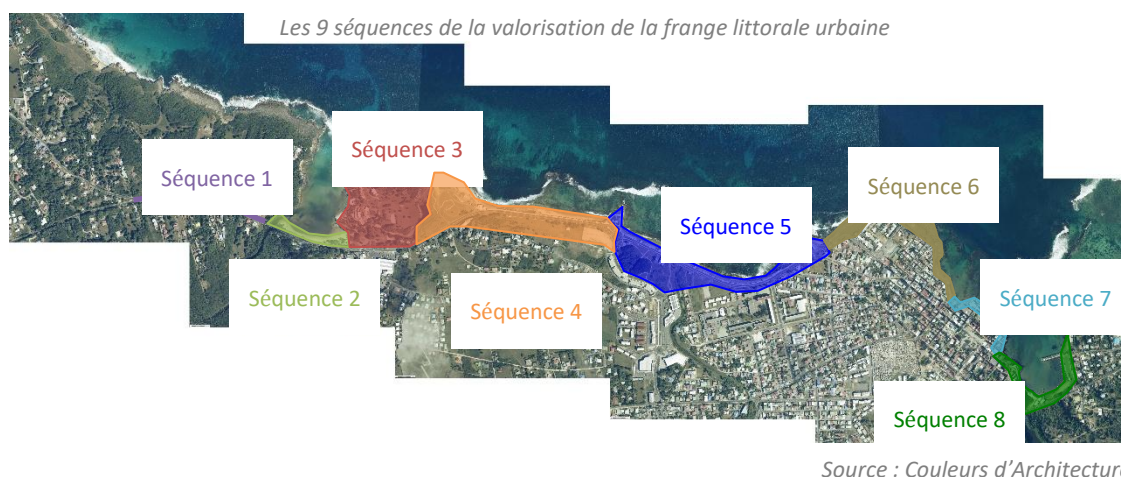 Les 9 séquences de la valorisation de la frange littorale urbaine
Séquence 3
Séquence 1
Séquence 6
Séquence 5
Séquence 2
Séquence 7
Séquence 4
Séquence 8
Source : Couleurs d'Architecture